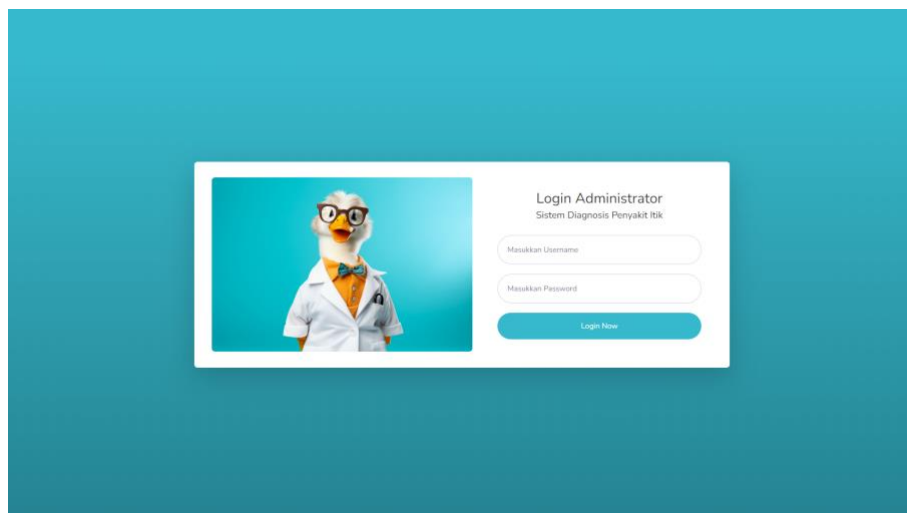 Login Administrator
Sistem Diagnosis Penyakit Itik
Masukkan Username
Masukkan Password
Login Now